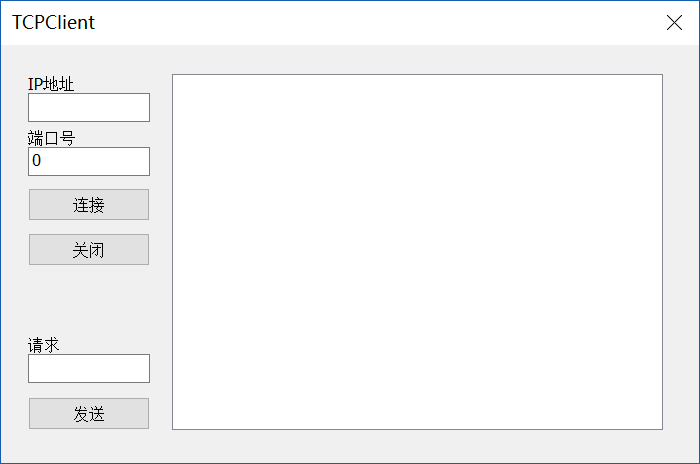 TCPClient
IP地址
端口号
0
连接
关闭
请求
发送